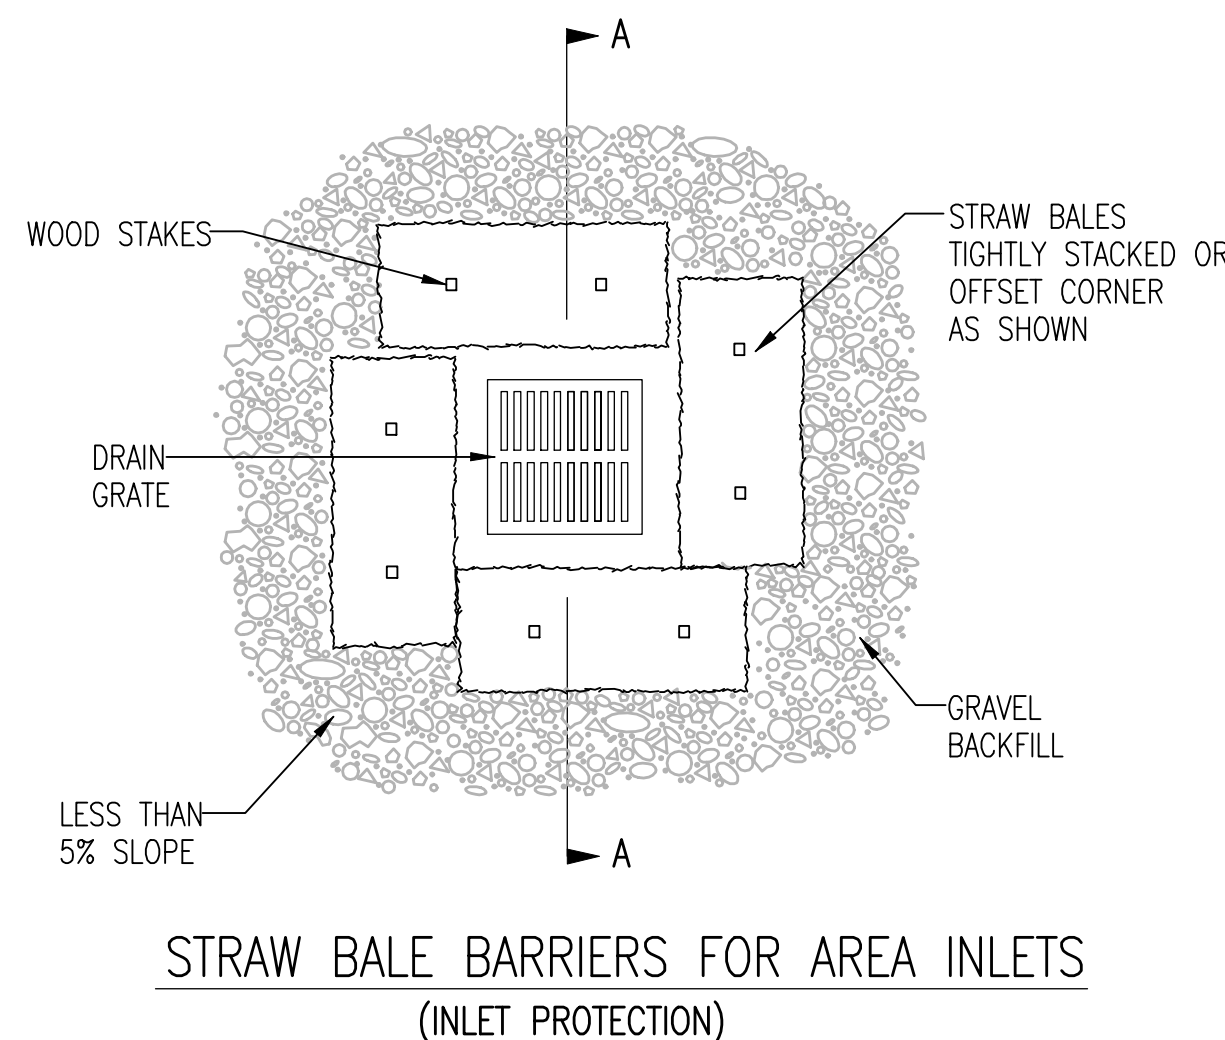 A
WOOD STAKES
STRAW BALES
TIGHTLY STACKED OR
OFFSET CORNER
AS SHOWN
DRAIN
GRATE
GRAVEL
BACKFILL
LESS THAN
5% SLOPE
A
STRAW BALE BARRIERS FOR AREA INLETS
(INLET PROTECTION)